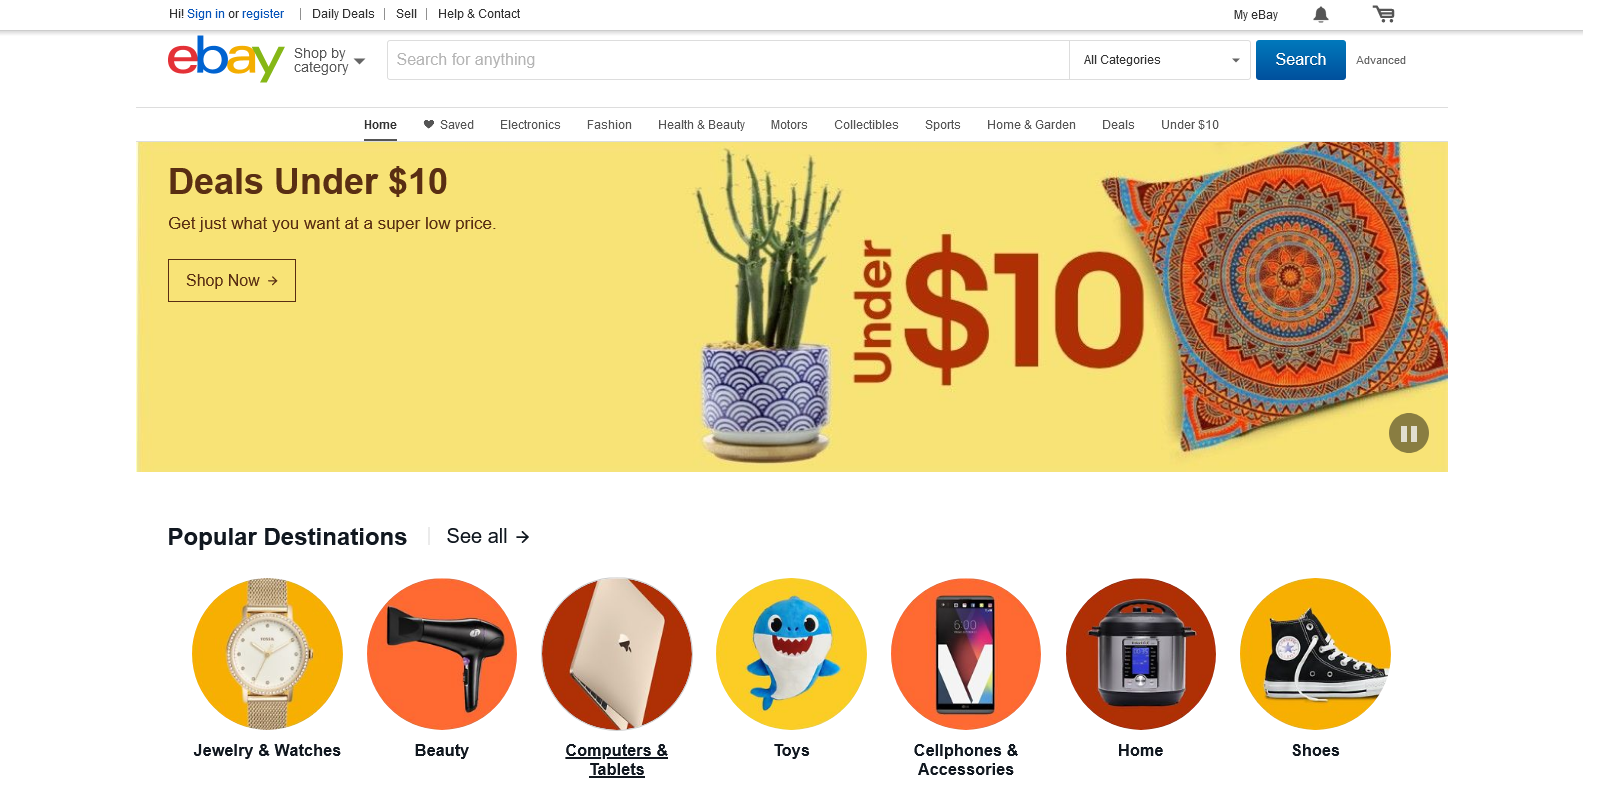 Hi! Sign in or register | Daily Deals | Sell | Help & Contact
My eBay
ebay
Shop by
category
Search for anything
All Categories
Search
Advanced
Home
Saved
Electronics
Fashion
Health & Beauty
Motors
Collectibles
Sports
Home & Garden
Deals
Under $10
Deals Under $10
Get just what you want at a super low price.
Shop Now →
Under
$10
Popular Destinations
See all →
FOSSIL
6:00
Jewelry & Watches
Beauty
Computers &
Tablets
Toys
Cellphones &
Accessories
Home
Shoes